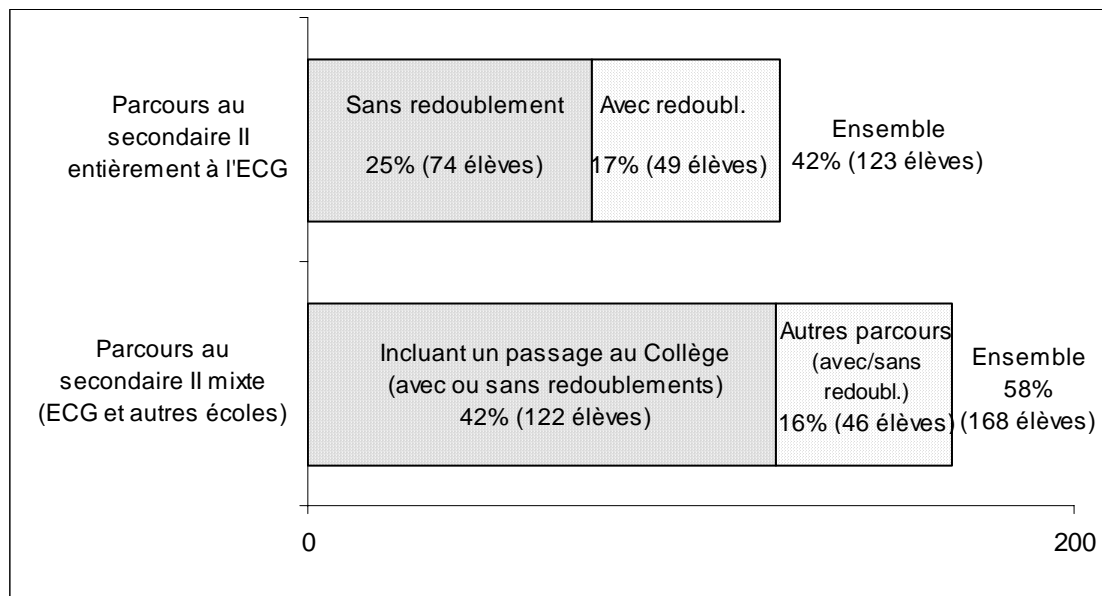 Parcours au
secondaire II
entièrement à l'ECG
Sans redoublement
25% (74 élèves)
Avec redoubl.
17% (49 élèves)
Ensemble
42% (123 élèves)
Parcours au
secondaire II mixte
(ECG et autres écoles)
Incluant un passage au Collège
(avec ou sans redoublements)
42% (122 élèves)
Autres parcours
(avec/sans
redoubl.)
16% (46 élèves)
Ensemble
58%
(168 élèves)
0
200